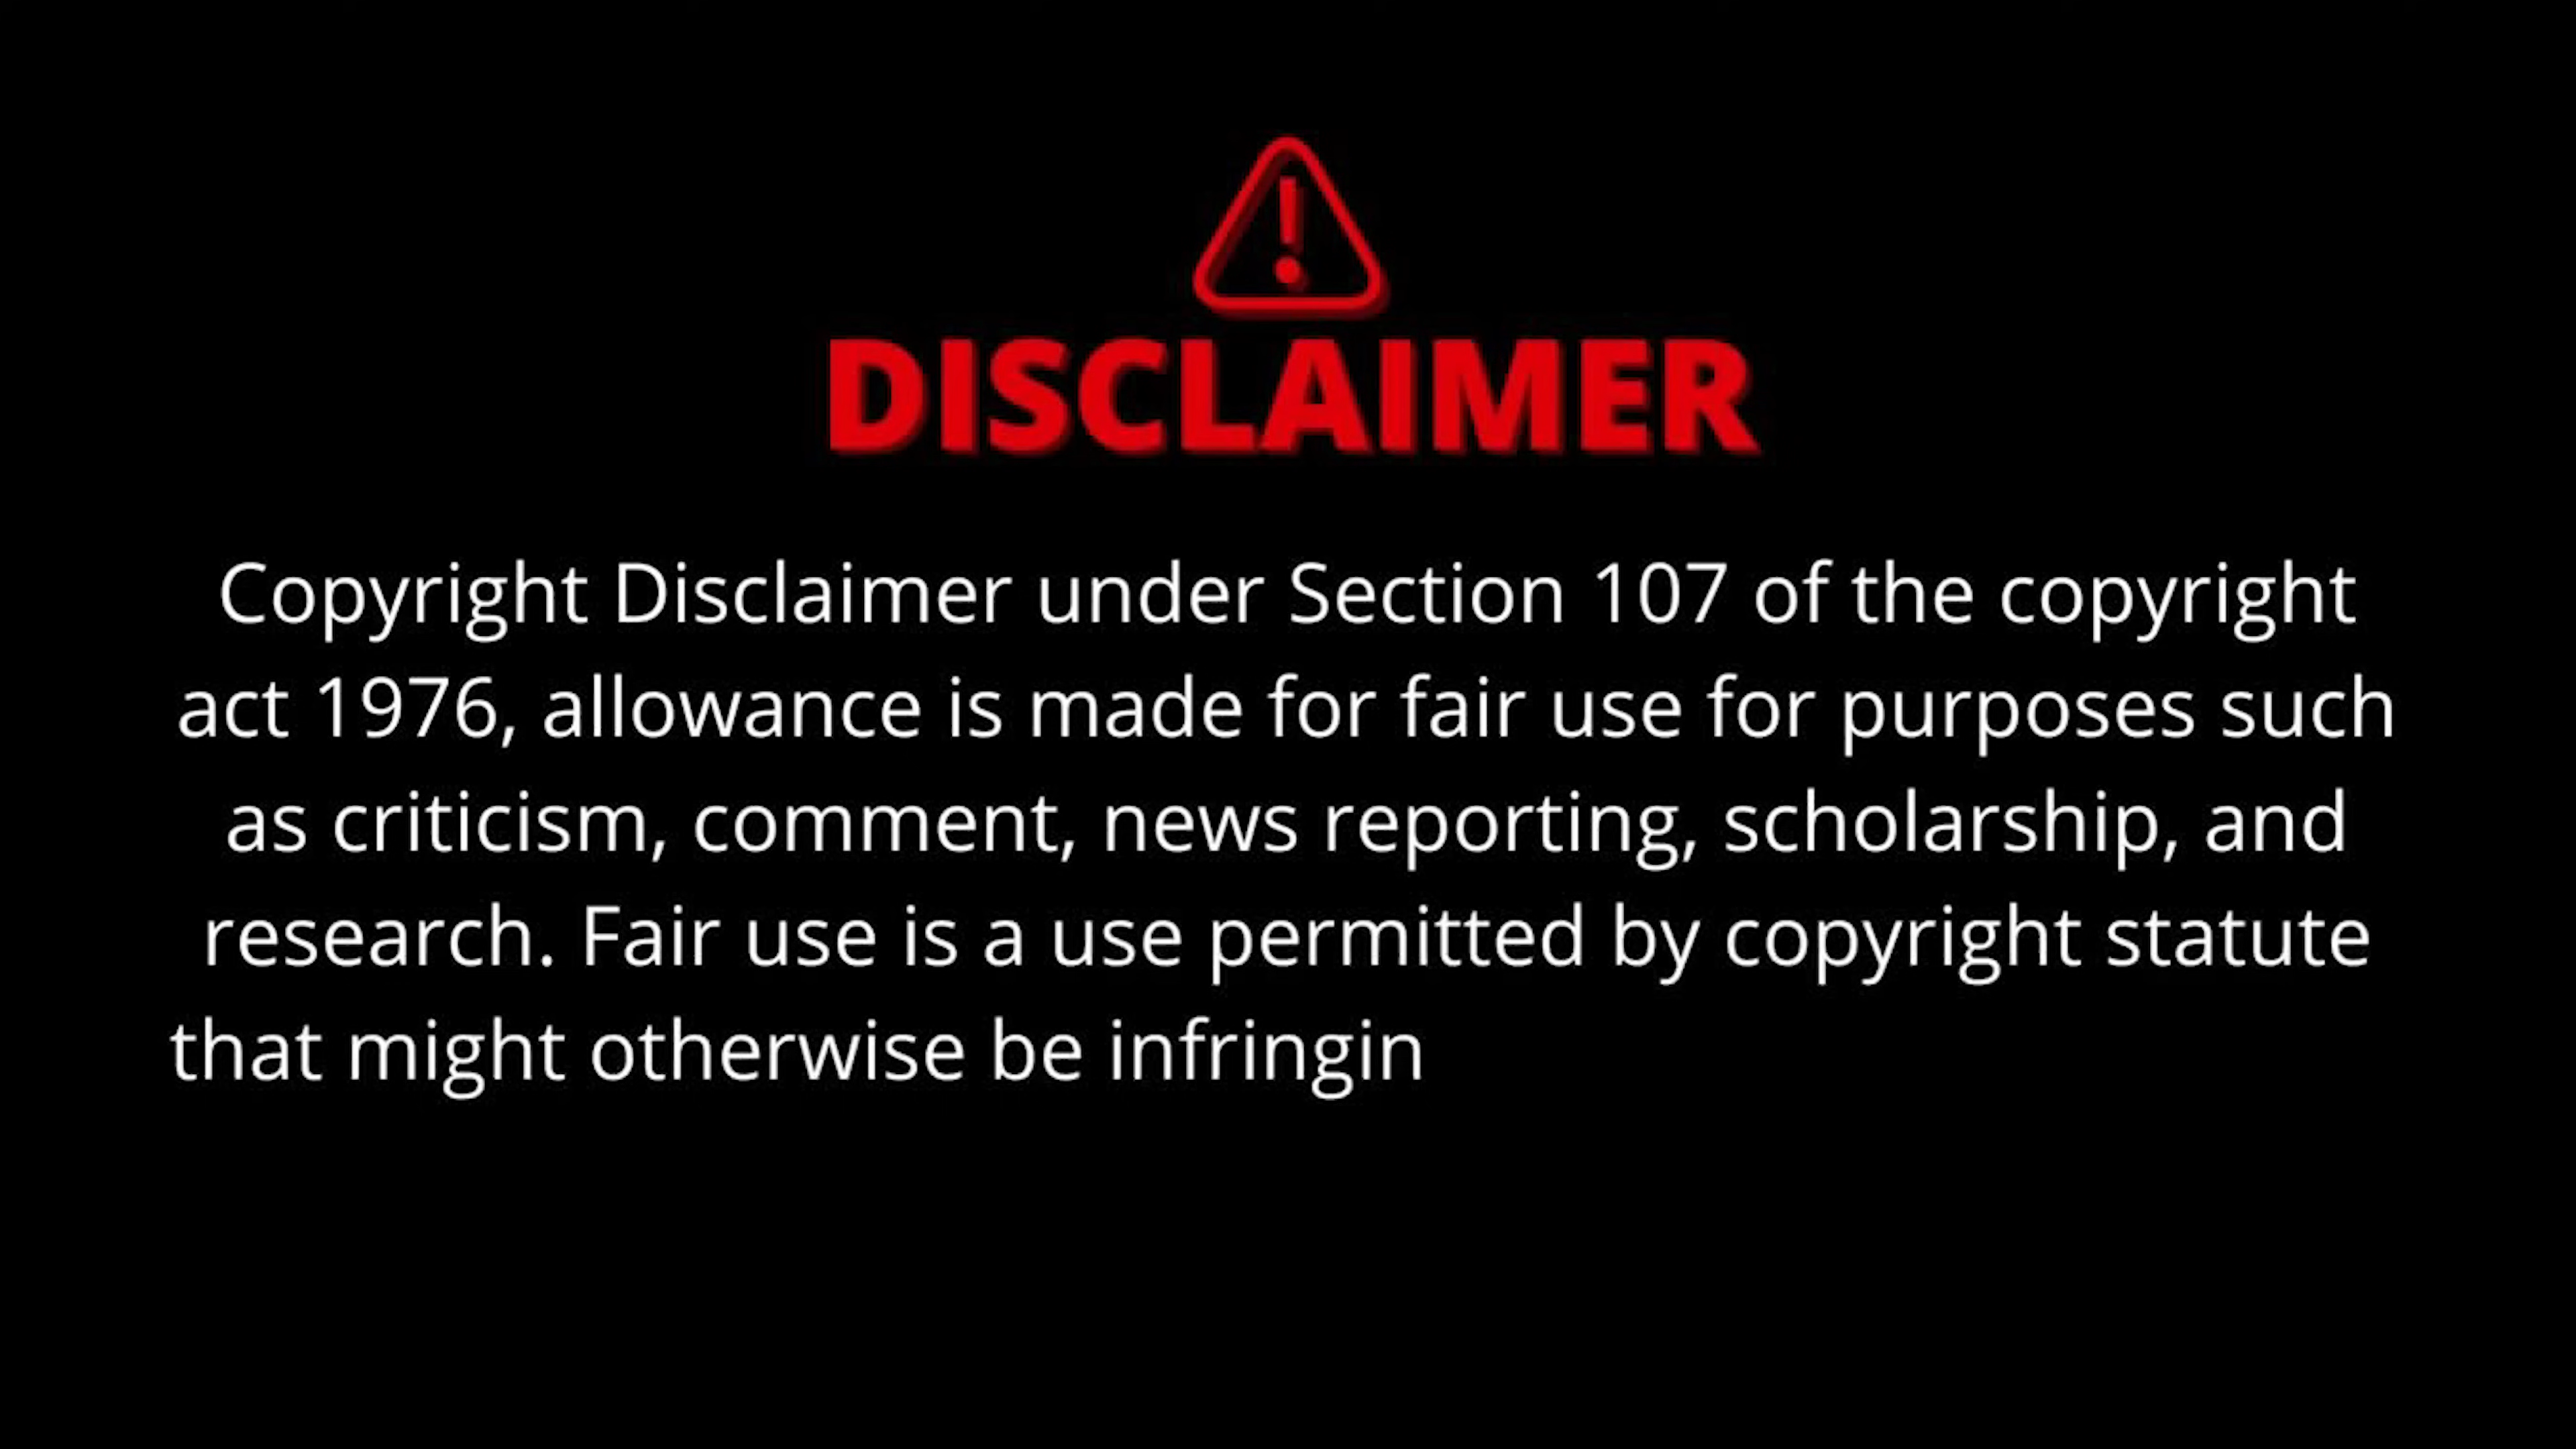 DISCLAIMER
Copyright Disclaimer under Section 107 of the copyright
act 1976, allowance is made for fair use for purposes such
as criticism, comment, news reporting, scholarship, and
research. Fair use is a use permitted by copyright statute
that might otherwise be infringin